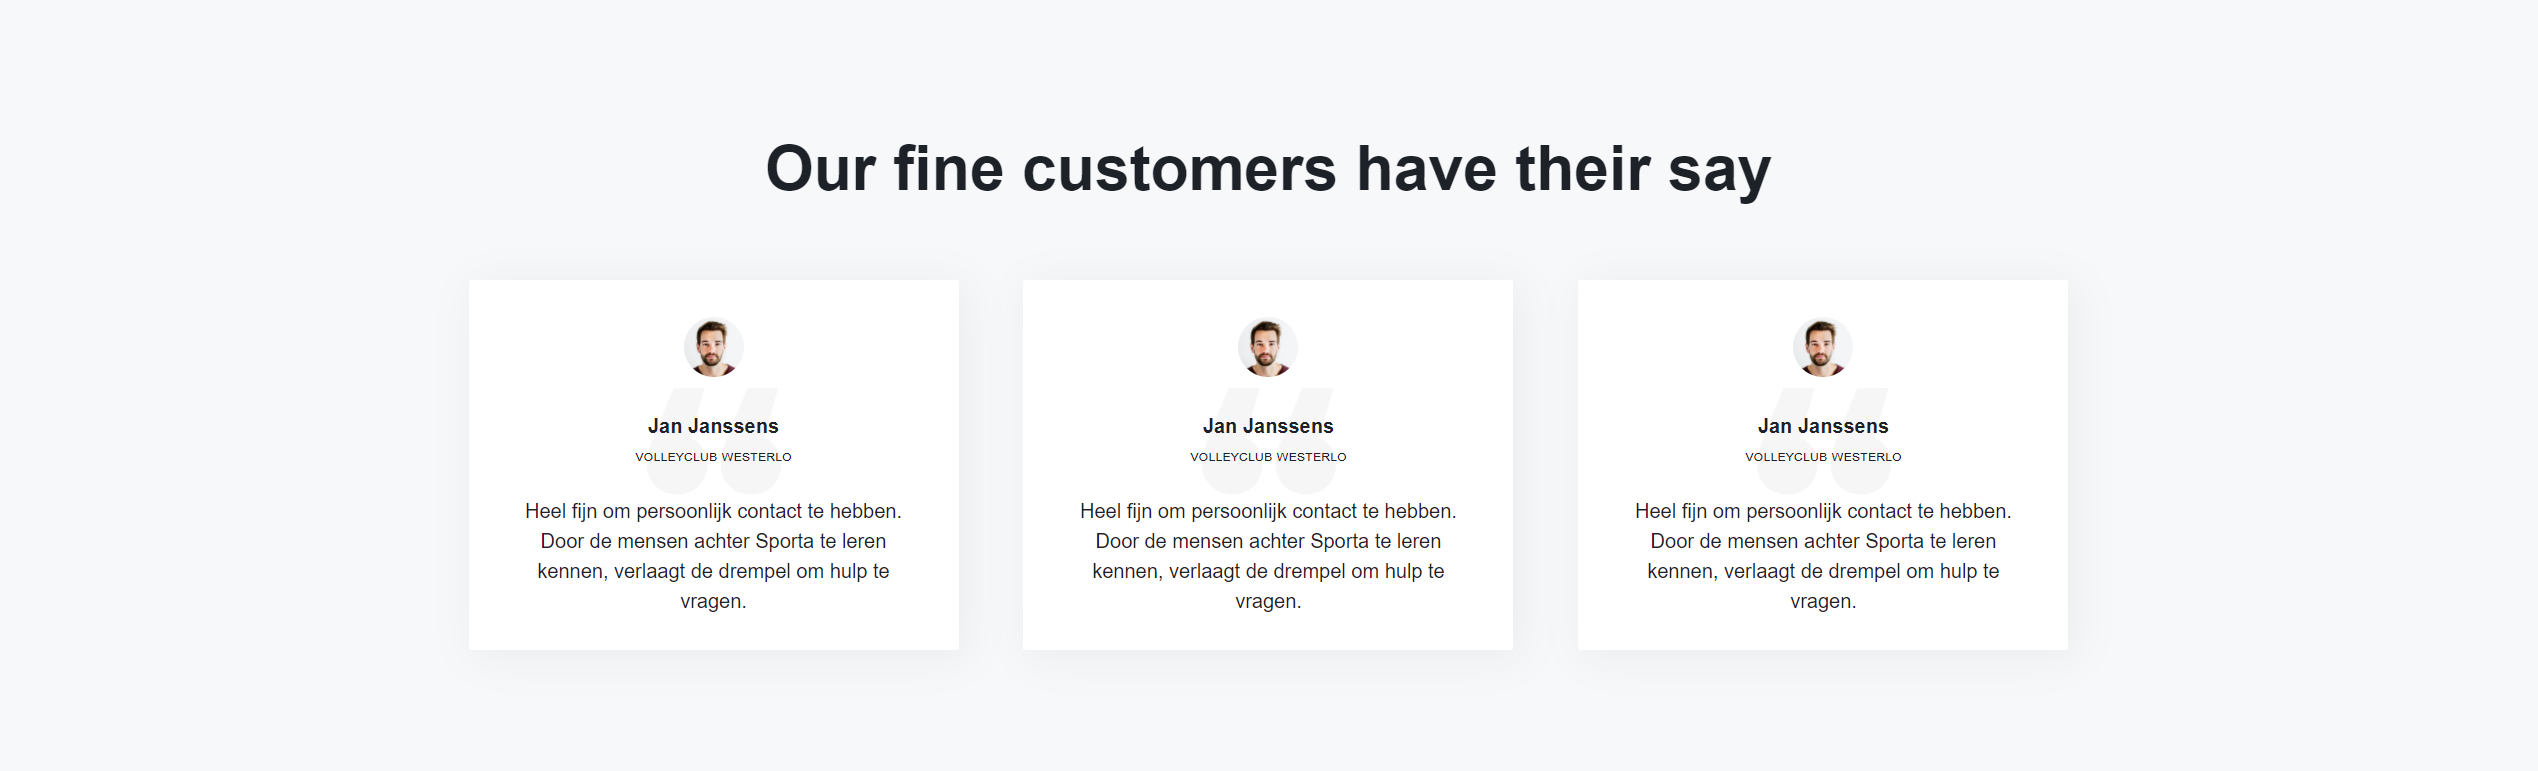 Our fine customers have their say
Jan Janssens
VOLLEYCLUB WESTERLO
Heel fijn om persoonlijk contact te hebben.
Door de mensen achter Sporta te leren
kennen, verlaagt de drempel om hulp te
vragen.
Jan Janssens
VOLLEYCLUB WESTERLO
Heel fijn om persoonlijk contact te hebben.
Door de mensen achter Sporta te leren
kennen, verlaagt de drempel om hulp te
vragen.
Jan Janssens
VOLLEYCLUB WESTERLO
Heel fijn om persoonlijk contact te hebben.
Door de mensen achter Sporta te leren
kennen, verlaagt de drempel om hulp te
vragen.